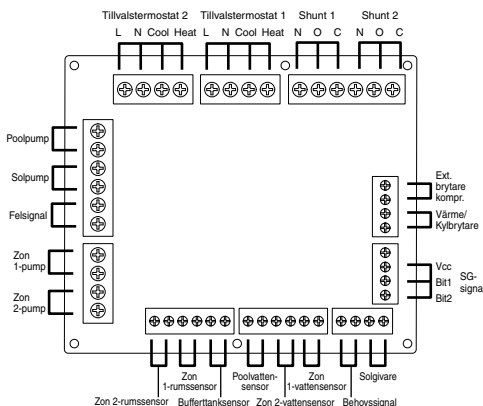 Tillvalstermostat 2 Tillvalstermostat 1 Shunt 1 Shunt 2
L N Cool Heat L N Cool Heat N O C N O C
Poolpump
Solpump
Felsignal
Zon
1-pump
Zon
2-pump
Ext.
brytare
kompr.
Värme/
Kylbrytare
Vcc
Bit1
Bit2
SG-
signa
Zon
1-rumssensor
Poolvatten-
sensor
Zon
1-vattensensor
Solgivare
Zon 2-rumssensor Bufferttanksensor Zon 2-vattensensor Behovssignal